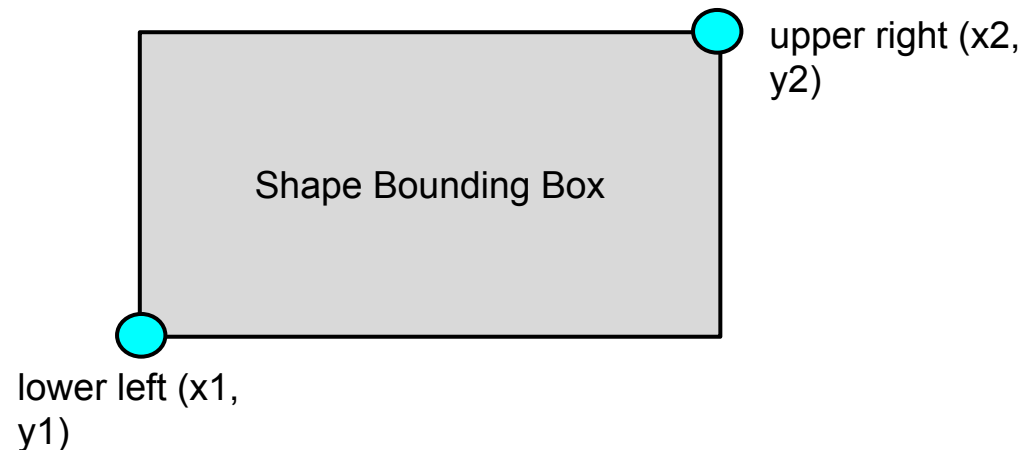 upper right (x2,
y2)
Shape Bounding Box
lower left (x1,
y1)